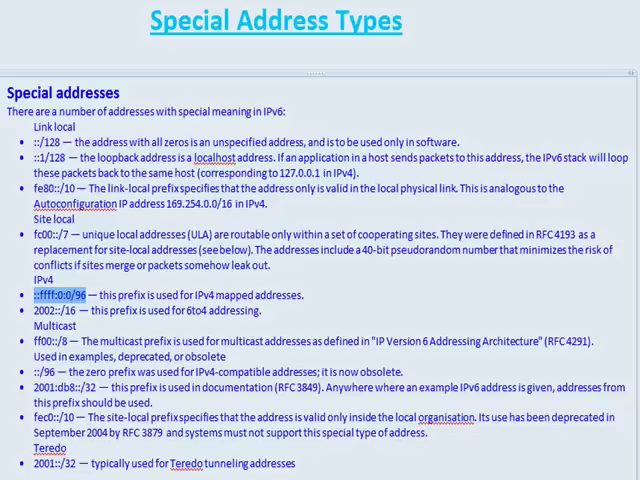 Special Address Types
Special addresses
There are a number of addresses with special meaning in IPv6:
Link local
• ::/128 — the address with all zeros is an unspecified address, and is to be used only in software.
• ::1/128 — the loopback address is a localhost address. If an application in a host sends packets to this address, the IPv6 stack will loop
these packets back to the same host (corresponding to 127.0.0.1 in IPv4).
• fe80::/10 — The link-local prefix specifies that the address only is valid in the local physical link. This is analogous to the
Autoconfiguration IP address 169.254.0.0/16 in IPv4.
Site local
• fc00::/7 — unique local addresses (ULA) are routable only within a set of cooperating sites. They were defined in RFC 4193 as a
replacement for site-local addresses (see below). The addresses include a 40-bit pseudorandom number that minimizes the risk of
conflicts if sites merge or packets somehow leak out.
IPv4
• ::ffff:0:0/96 — this prefix is used for IPv4 mapped addresses.
• 2002::/16 — this prefix is used for 6to4 addressing.
Multicast
• ff00::/8 — The multicast prefix is used for multicast addresses as defined in "IP Version 6 Addressing Architecture" (RFC 4291).
Used in examples, deprecated, or obsolete
• ::/96 — the zero prefix was used for IPv4-compatible addresses; it is now obsolete.
• 2001:db8::/32 — this prefix is used in documentation (RFC 3849). Anywhere where an example IPv6 address is given, addresses from
this prefix should be used.
• fec0::/10 — The site-local prefix specifies that the address is valid only inside the local organisation. Its use has been deprecated in
September 2004 by RFC 3879 and systems must not support this special type of address.
Teredo
• 2001::/32 — typically used for Teredo tunneling addresses